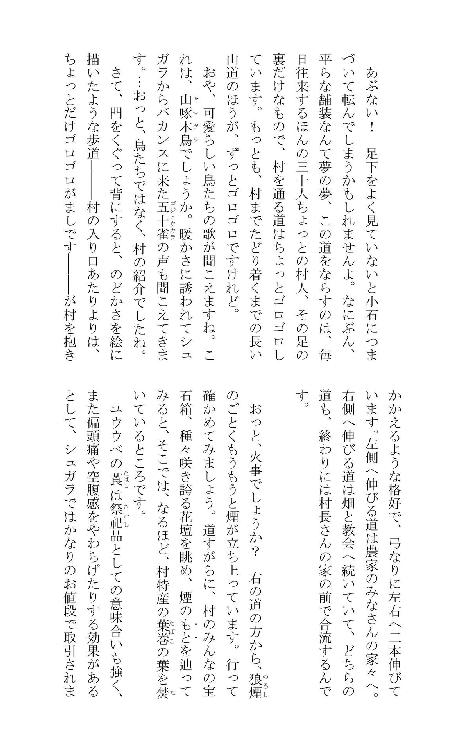 あぶない！　足下をよく見ていないと小石につま
づいて転んでしまうかもしれませんよ。なにぶん、
平らな舗装なんて夢の夢、この道をならすのは、毎
日往来するほんの三十人ちょっとの村人、その足の
裏だけなもので、村を通る道はちょっとゴロゴロし
ています。もっとも、村までたどり着くまでの長い
山道のほうが、ずっとゴロゴロですけれど。
　おや、可愛らしい鳥たちの歌が聞こえますね。こ
れは、山啄木鳥でしょうか。暖かさに誘われてシュ
ガラからバカンスに来た五十雀の声も聞こえてきま
す。…おっと、鳥たちではなく、村の紹介でしたね。
　さて、門をくぐって背にすると、のどかさを絵に
描いたような歩道――村の入り口あたりよりは、
ちょっとだけゴロゴロがましです――が村を抱き
かかえるような格好で、弓なりに左右へ二本伸びて
います。左側へ伸びる道は農家のみなさんの家々へ。
右側へ伸びる道は畑と教会へ続いていて、どちらの
道も、終わりには村長さんの家の前で合流するんで
す。
　おっと、火事でしょうか？　右の道の方から、狼煙
のごとくもうもうと煙が立ち上っています。行って
確かめてみましょう。道すがらに、村のみんなの宝
石箱、種々咲き誇る花壇を眺め、煙のもとを辿って
みると、そこでは、なるほど、村特産の葉巻の葉を焚
いているところです。
　ユウウベの莨は祭祀品としての意味合いも強く、
また偏頭痛や空腹感をやわらげたりする効果がある
として、シュガラではかなりのお値段で取引されま